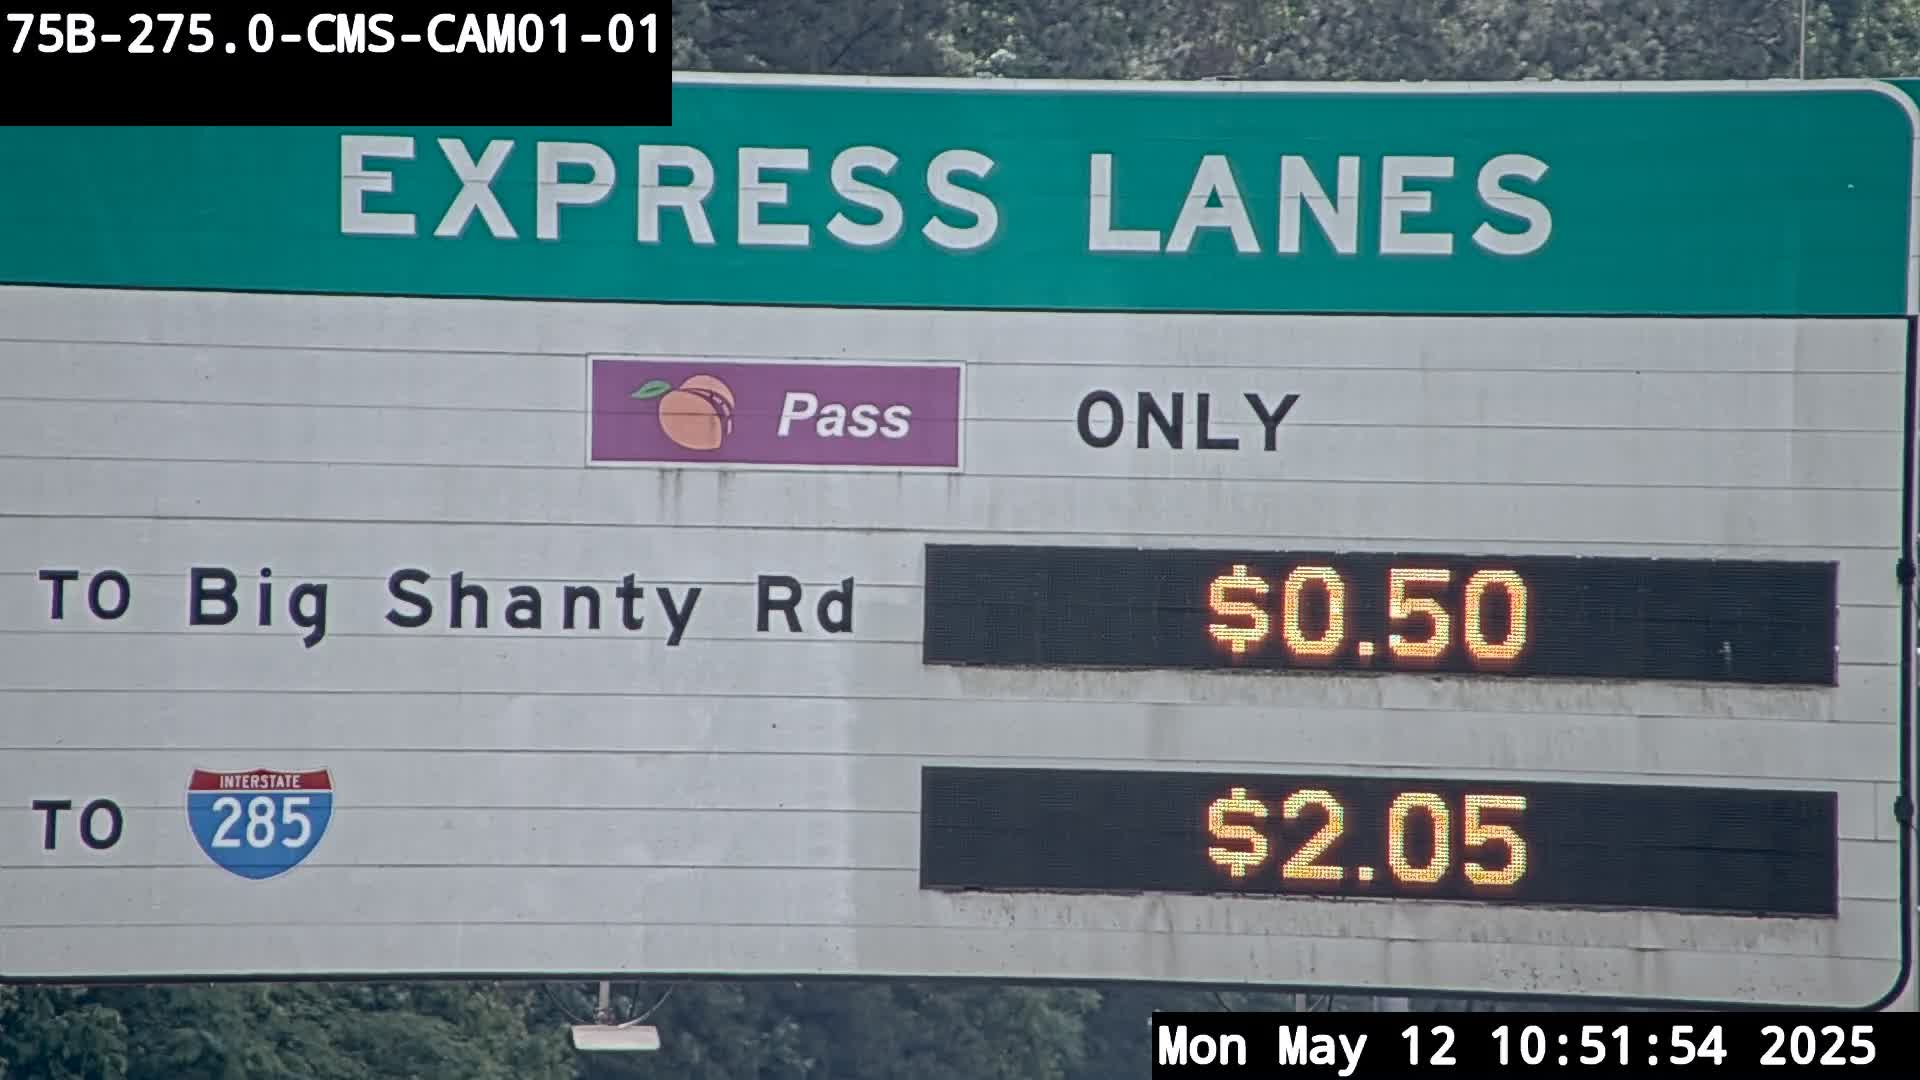 75B-275.0-CMS-CAM01-01
EXPRESS LANES
Pass ONLY
TO Big Shanty Rd $0.50
TO INTERSTATE 285 $2.05
Mon May 12 10:51:54 2025